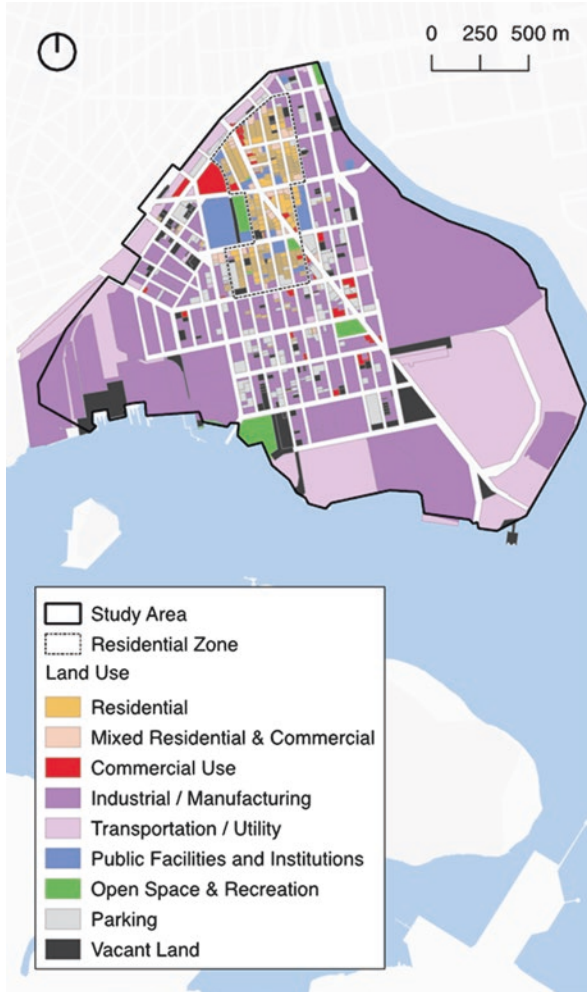 0 250 500 m
Study Area
Residential Zone
Land Use
Residential
Mixed Residential & Commercial
Commercial Use
Industrial / Manufacturing
Transportation / Utility
Public Facilities and Institutions
Open Space & Recreation
Parking
Vacant Land